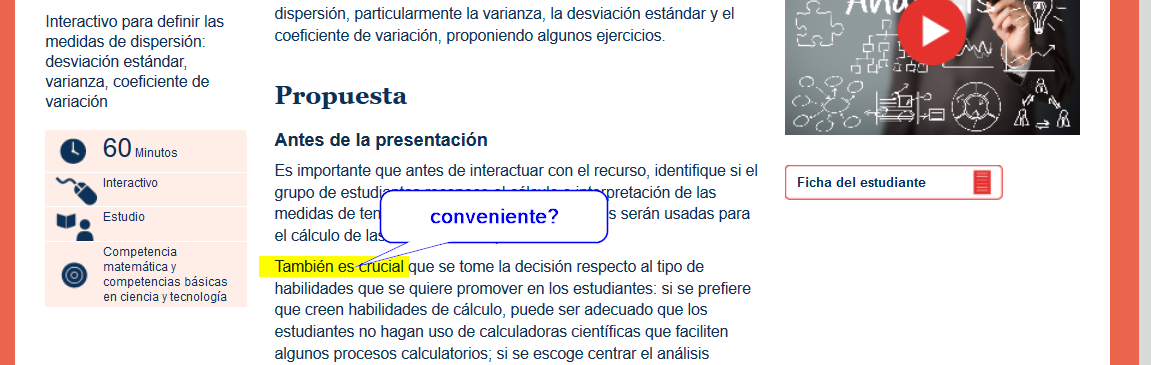 Interactivo para definir las
medidas de dispersión:
desviación estándar,
varianza, coeficiente de
variación
60 Minutos
Interactivo
Estudio
Competencia
matemática y
competencias básicas
en ciencia y tecnología
dispersión, particularmente la varianza, la desviación estándar y el
coeficiente de variación, proponiendo algunos ejercicios.
Propuesta
Antes de la presentación
Es importante que antes de interactuar con el recurso, identifique si el
grupo de estudiantes reconoce el cálculo e interpretación de las
medidas de ten s serán usadas para
el cálculo de las
conveniente?
También es crucial que se tome la decisión respecto al tipo de
habilidades que se quiere promover en los estudiantes: si se prefiere
que creen habilidades de cálculo, puede ser adecuado que los
estudiantes no hagan uso de calculadoras científicas que faciliten
algunos procesos calculatorios; si se escoge centrar el análisis
Ficha del estudiante